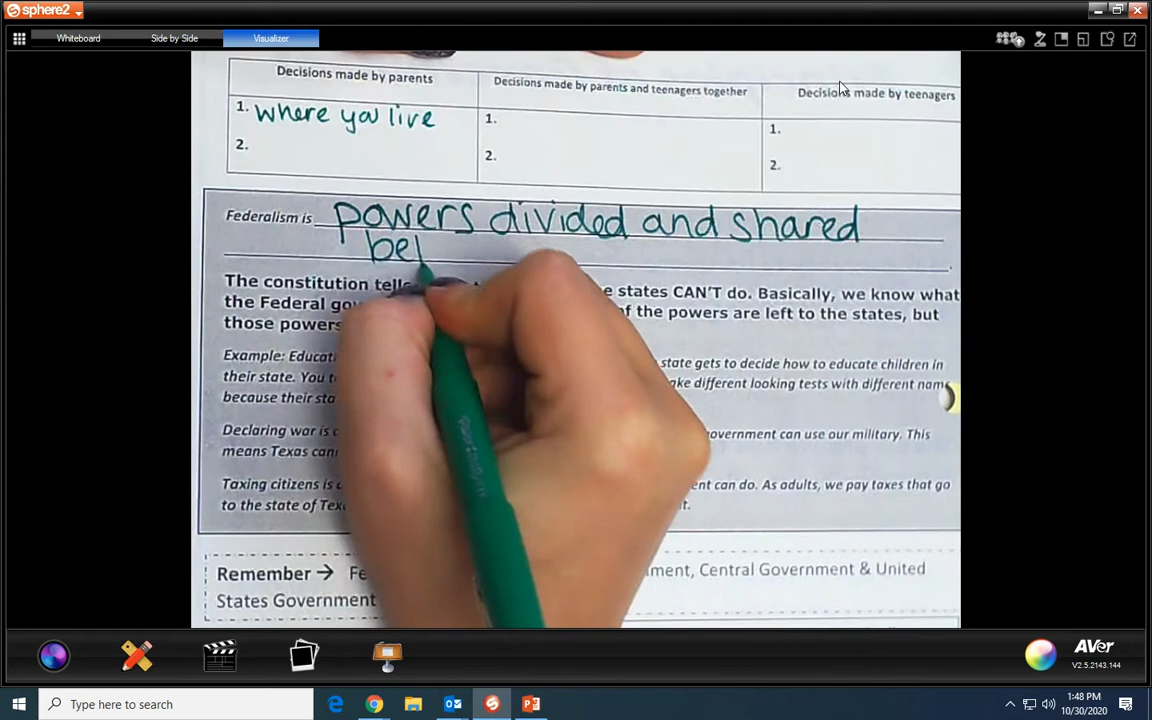 sphere2
Whiteboard
Side by Side
Visualizer
Decisions made by parents
Decisions made by parents and teenagers together
Decisions made by teenagers
1. where you live
1.
1.
2.
2.
2.
Federalism is powers divided and shared
be
The constitution tells e states CAN'T do. Basically, we know what
the Federal gov of the powers are left to the states, but
those powers
Example: Educati state gets to decide how to educate children in
their state. You t ake different looking tests with different nam
because their sta
Declaring war is government can use our military. This
means Texas can
Taxing citizens is ent can do. As adults, we pay taxes that go
to the state of Tex t.
Remember → Fe nment, Central Government & United
States Government
AVer
V2.5.2143.144
Type here to search
1:48 PM
10/30/2020